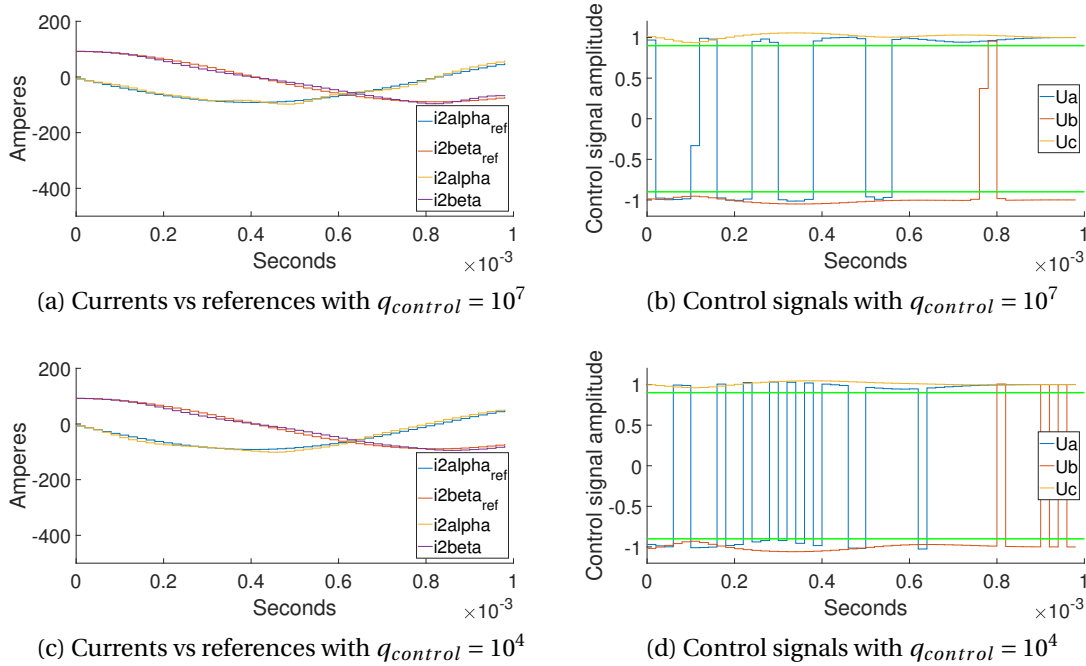 200
0
-200
-400
Amperes
i2alpha_ref
i2beta_ref
i2alpha
i2beta
0 0.2 0.4 0.6 0.8 1
Seconds ×10^-3
(a) Currents vs references with q_control = 10^7
1
0.5
0
-0.5
-1
Control signal amplitude
Ua
Ub
Uc
0 0.2 0.4 0.6 0.8 1
Seconds ×10^-3
(b) Control signals with q_control = 10^7
200
0
-200
-400
Amperes
i2alpha_ref
i2beta_ref
i2alpha
i2beta
0 0.2 0.4 0.6 0.8 1
Seconds ×10^-3
(c) Currents vs references with q_control = 10^4
1
0.5
0
-0.5
-1
Control signal amplitude
Ua
Ub
Uc
0 0.2 0.4 0.6 0.8 1
Seconds ×10^-3
(d) Control signals with q_control = 10^4